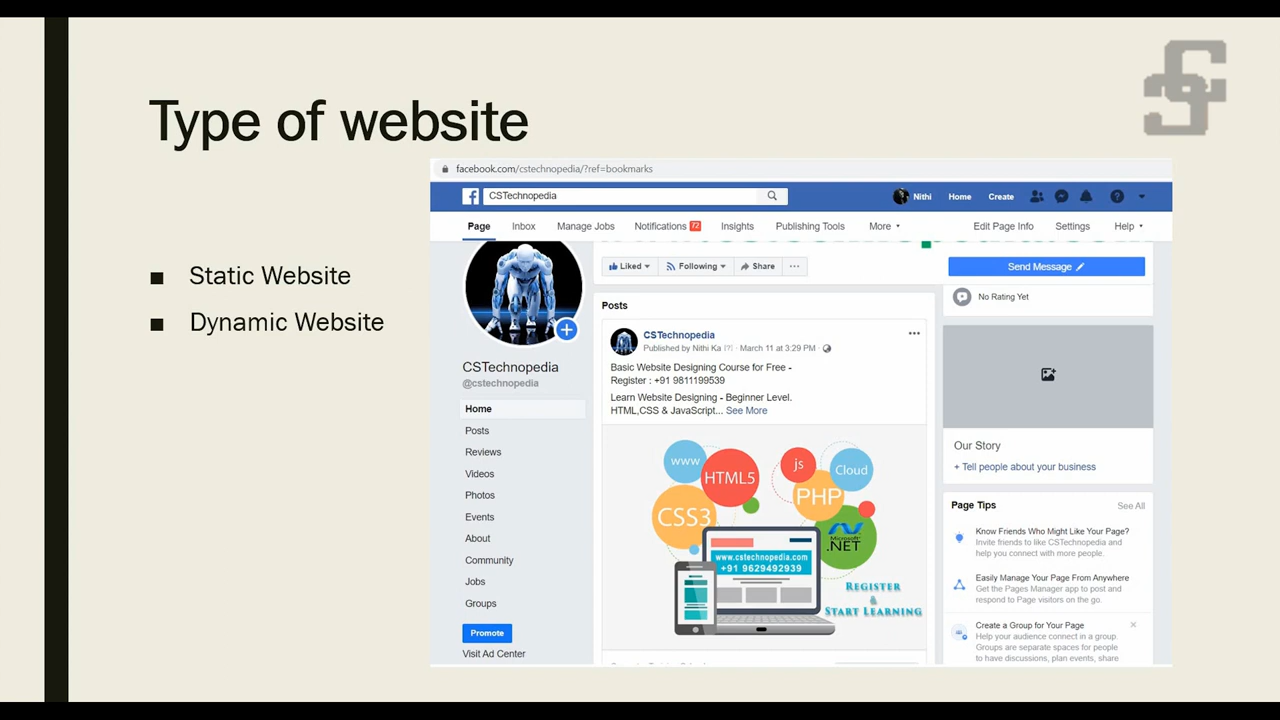 Type of website
Static Website
Dynamic Website
facebook.com/cstechnopedia/?ref=bookmarks
CSTechnopedia
Nithi Home Create
Page Inbox Manage Jobs Notifications 72 Insights Publishing Tools More Edit Page Info Settings Help
Liked Following Share ...
Send Message
No Rating Yet
CSTechnopedia
@cstechnopedia
Home
Posts
Reviews
Videos
Photos
Events
About
Community
Jobs
Groups
Promote
Visit Ad Center
Posts
CSTechnopedia
Published by Nithi Ka [?] · March 11 at 3:29 PM ·
Basic Website Designing Course for Free -
Register : +91 9811199539
Learn Website Designing - Beginner Level.
HTML,CSS & JavaScript... See More
www
HTML5
js
Cloud
CSS3
PHP
Microsoft
.NET
www.cstechnopedia.com
+91 9629492939
REGISTER
&
START LEARNING
Our Story
+ Tell people about your business
Page Tips See All
Know Friends Who Might Like Your Page?
Invite friends to like CSTechnopedia and
help you connect with more people.
Easily Manage Your Page From Anywhere
Get the Pages Manager app to post and
respond to Page visitors on the go.
Create a Group for Your Page
Help your audience connect in a group.
Groups are separate spaces for people
to have discussions, plan events, share